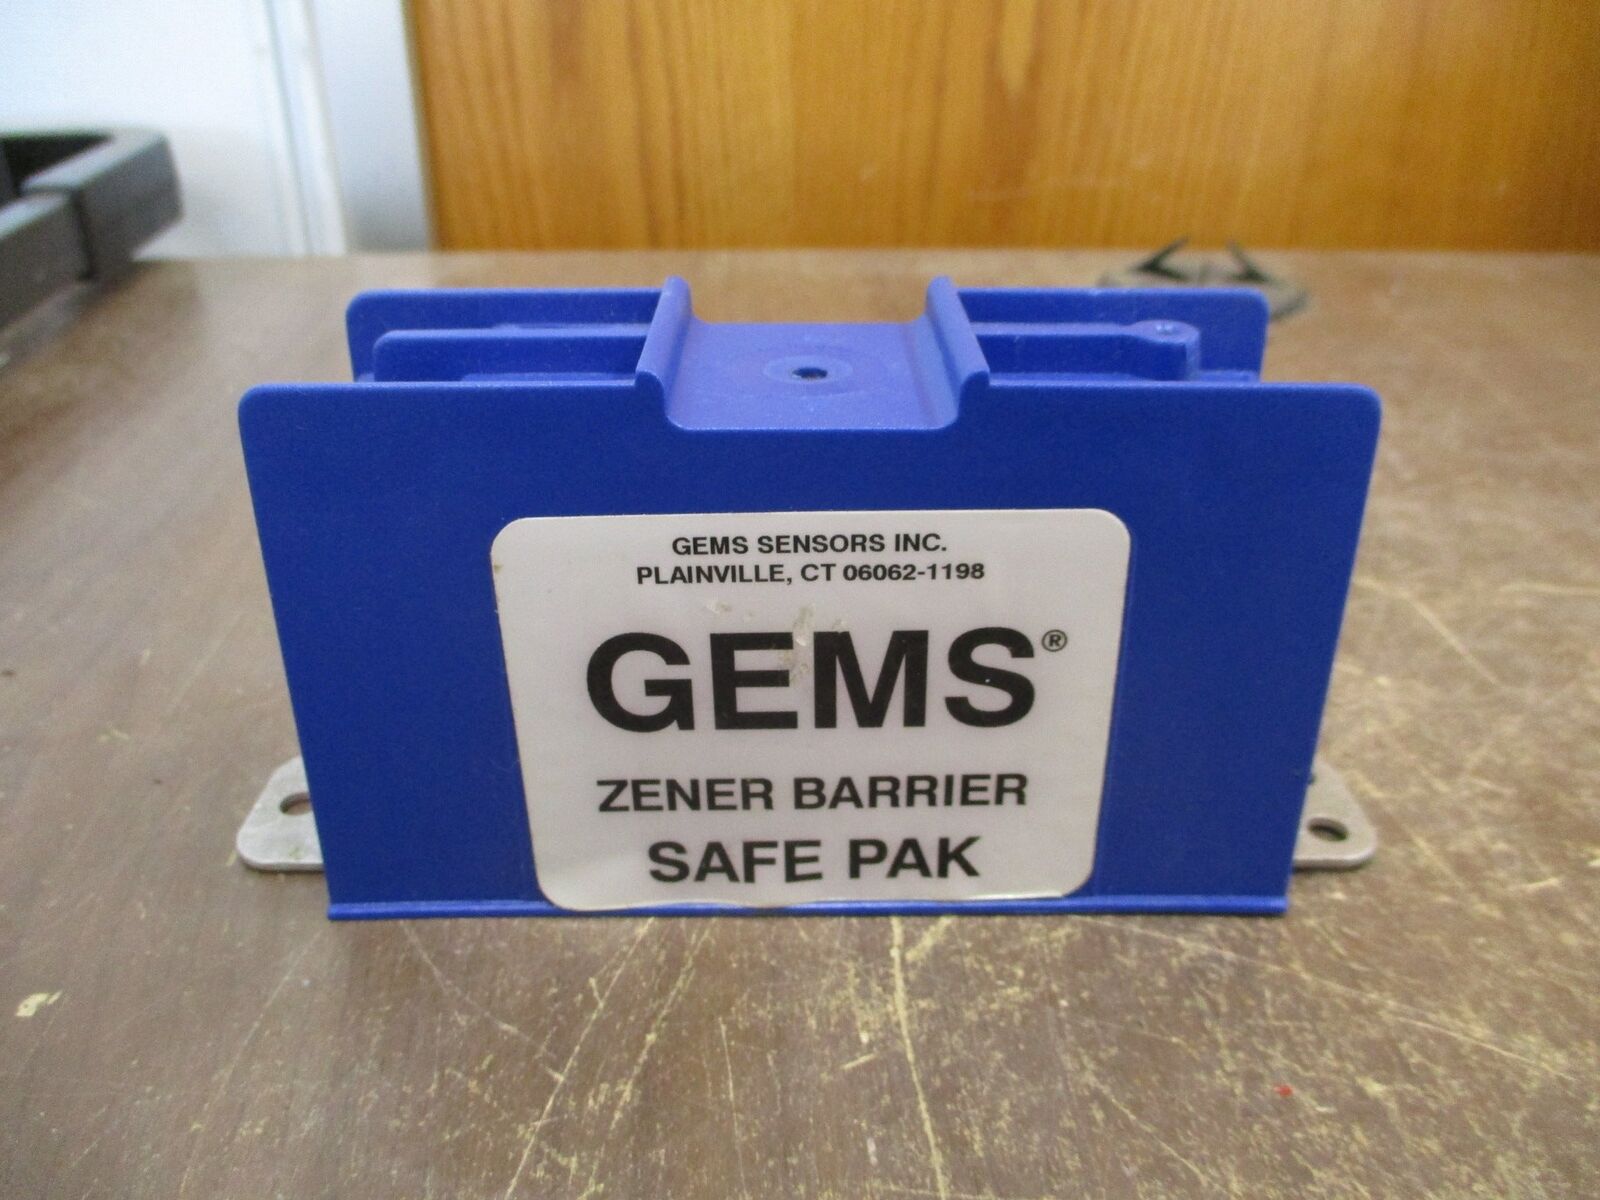 GEMS SENSORS INC.
PLAINVILLE, CT 06062-1198
GEMS®
ZENER BARRIER
SAFE PAK